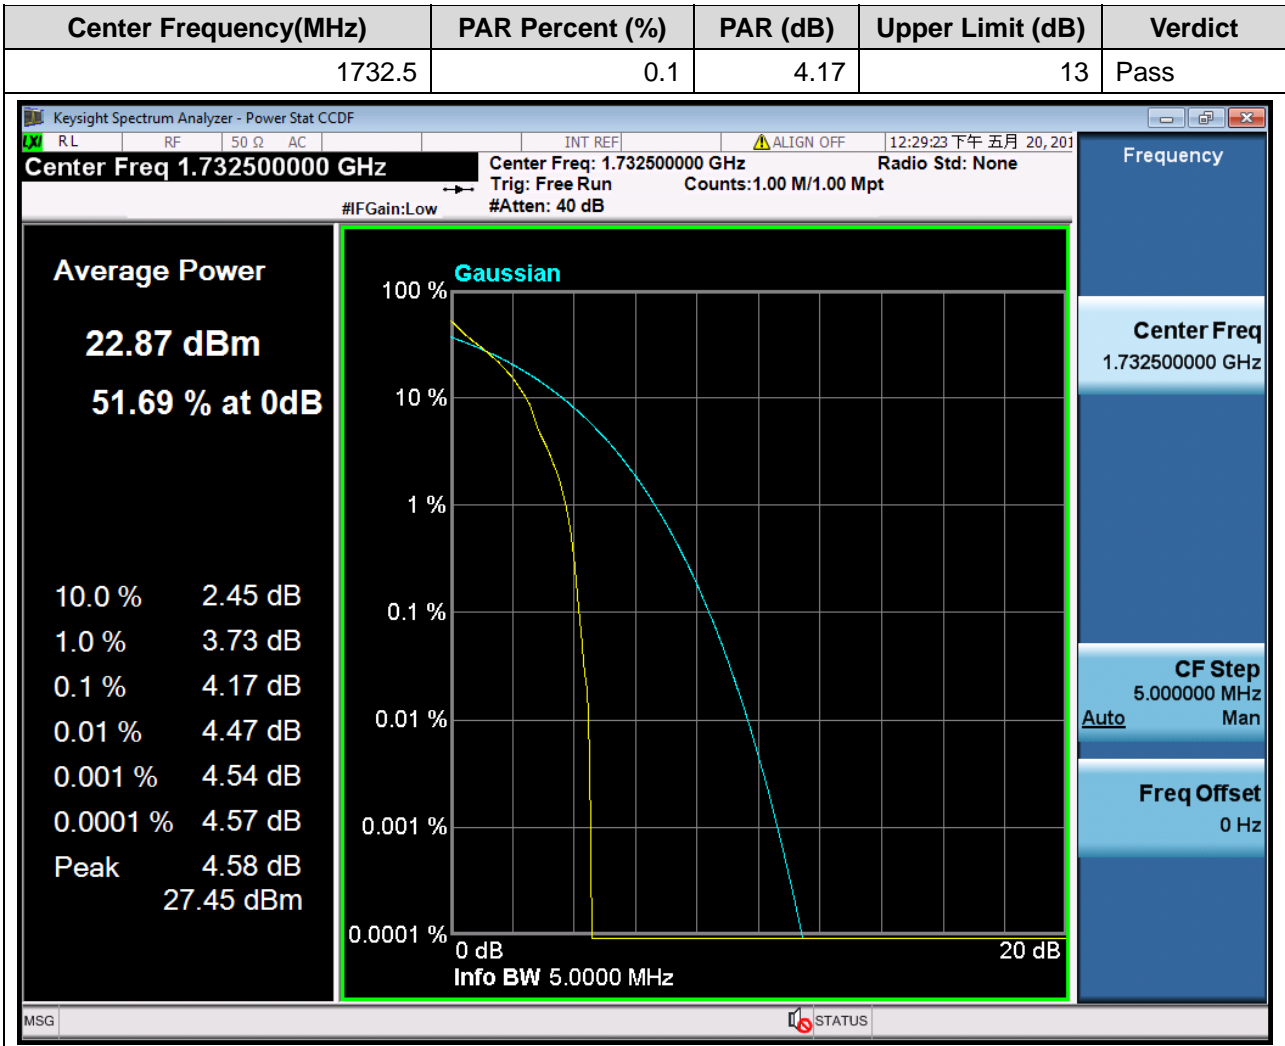 Center Frequency(MHz) PAR Percent (%) PAR (dB) Upper Limit (dB) Verdict
1732.5 0.1 4.17 13 Pass
Keysight Spectrum Analyzer - Power Stat CCDF
LXI RL RF 50 Ω AC INT REF ALIGN OFF 12:29:23 下午 五月 20, 201
Center Freq 1.732500000 GHz
Center Freq: 1.732500000 GHz Radio Std: None
Trig: Free Run Counts:1.00 M/1.00 Mpt
#IFGain:Low #Atten: 40 dB
Frequency
Average Power
22.87 dBm
51.69 % at 0dB
10.0 % 2.45 dB
1.0 % 3.73 dB
0.1 % 4.17 dB
0.01 % 4.47 dB
0.001 % 4.54 dB
0.0001 % 4.57 dB
Peak 4.58 dB
27.45 dBm
Gaussian
100 %
10 %
1 %
0.1 %
0.01 %
0.001 %
0.0001 %
0 dB 20 dB
Info BW 5.0000 MHz
Center Freq
1.732500000 GHz
CF Step
5.000000 MHz
Auto Man
Freq Offset
0 Hz
MSG STATUS